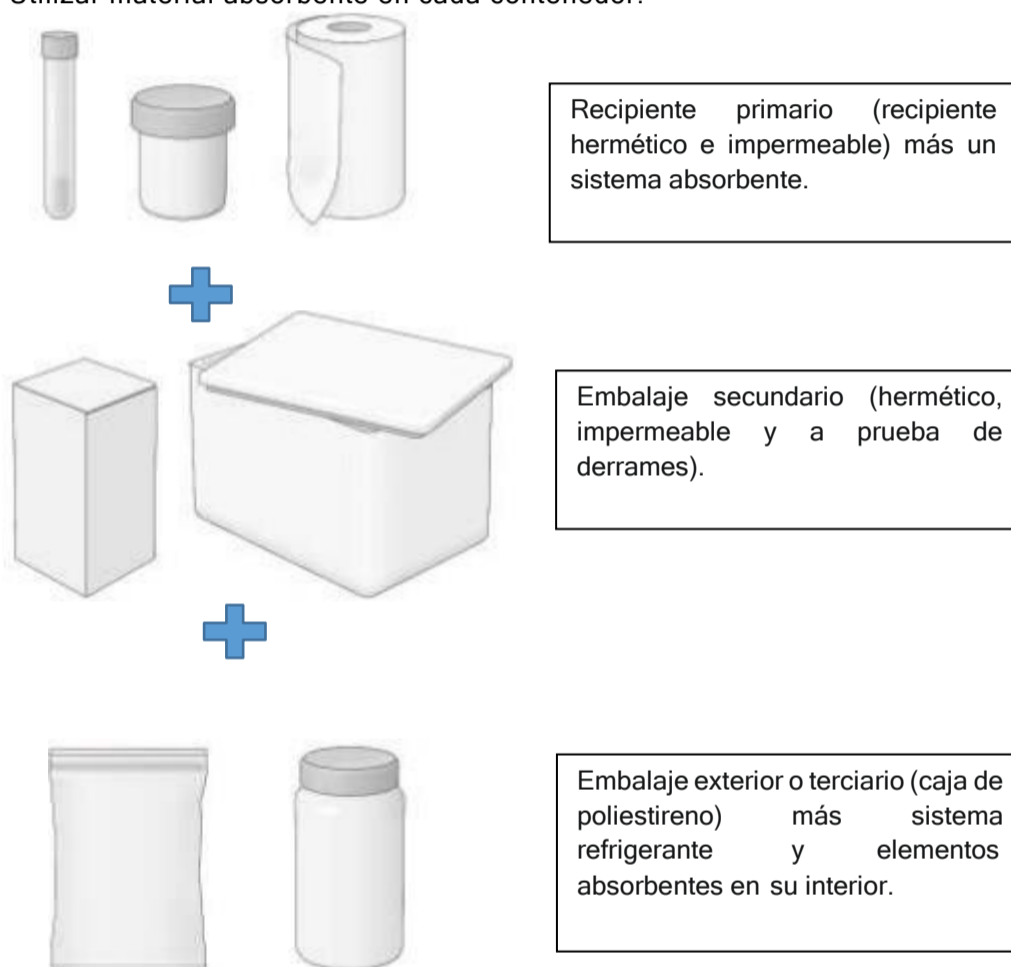 Utilizar material absorbente en cada contenedor.
Recipiente primario (recipiente
hermético e impermeable) más un
sistema absorbente.
Embalaje secundario (hermético,
impermeable y a prueba de
derrames).
Embalaje exterior o terciario (caja de
poliestireno) más sistema
refrigerante y elementos
absorbentes en su interior.